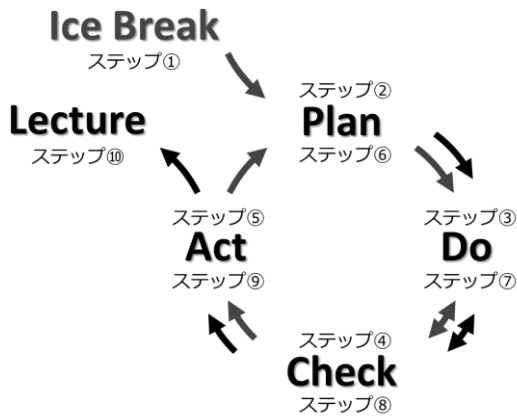 Ice Break
ステップ①
ステップ②
Plan
ステップ⑥
Lecture
ステップ⑩
ステップ③
Do
ステップ⑦
ステップ④
Check
ステップ⑧
ステップ⑤
Act
ステップ⑨